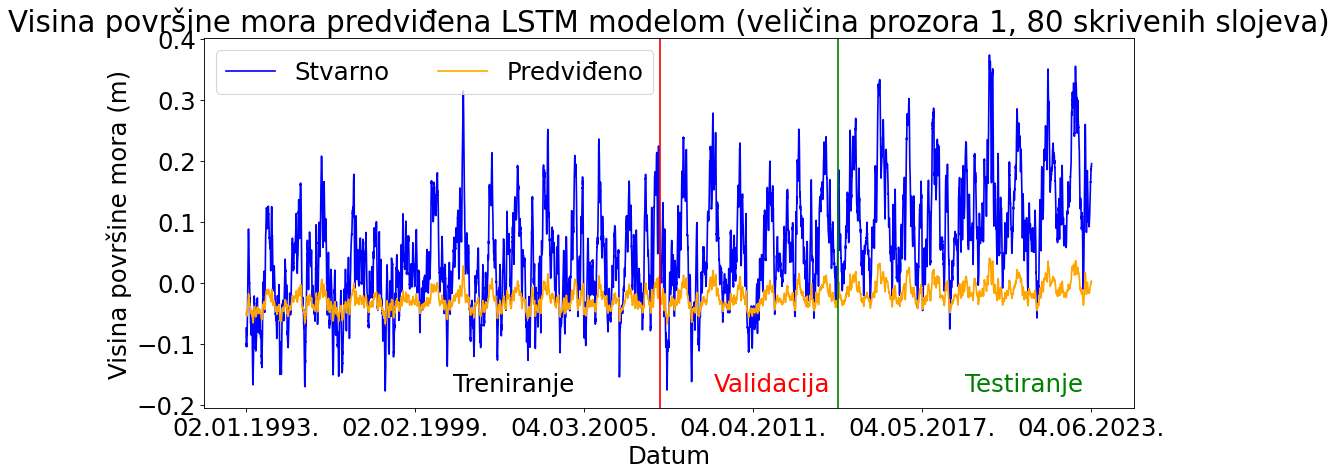 Visina površine mora predviđena LSTM modelom (veličina prozora 1, 80 skrivenih slojeva)
Stvarno
Predviđeno
Visina površine mora (m)
0.4
0.3
0.2
0.1
0.0
−0.1
−0.2
Treniranje
Validacija
Testiranje
02.01.1993.
02.02.1999.
04.03.2005.
04.04.2011.
04.05.2017.
04.06.2023.
Datum